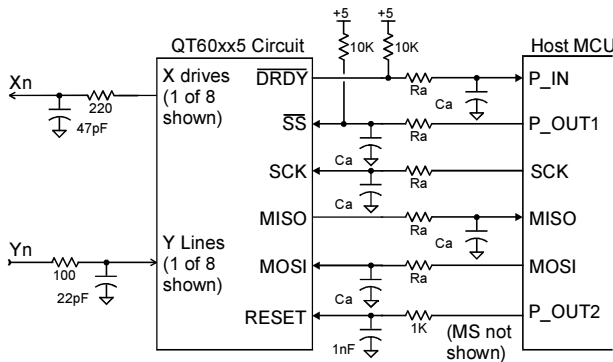 +5
+5
QT60xx5 Circuit
Host MCU
10K
10K
Xn
X drives
(1 of 8
shown)
DRDY
Ra
P_IN
220
Ca
47pF
SS
Ra
P_OUT1
Ca
SCK
Ra
SCK
Ca
MISO
Ra
MISO
Ca
Yn
Y Lines
(1 of 8
shown)
100
MOSI
Ra
MOSI
22pF
Ca
RESET
1K
P_OUT2
1nF
(MS not
shown)